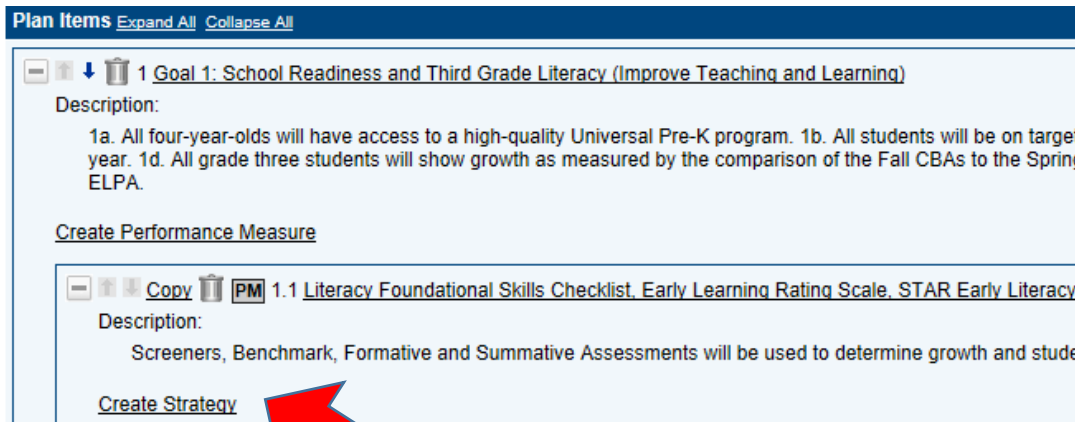 Plan Items Expand All Collapse All
1 Goal 1: School Readiness and Third Grade Literacy (Improve Teaching and Learning)
Description:
1a. All four-year-olds will have access to a high-quality Universal Pre-K program. 1b. All students will be on targe
year. 1d. All grade three students will show growth as measured by the comparison of the Fall CBAs to the Spring
ELPA.
Create Performance Measure
Copy PM 1.1 Literacy Foundational Skills Checklist, Early Learning Rating Scale, STAR Early Literacy
Description:
Screeners, Benchmark, Formative and Summative Assessments will be used to determine growth and stude
Create Strategy